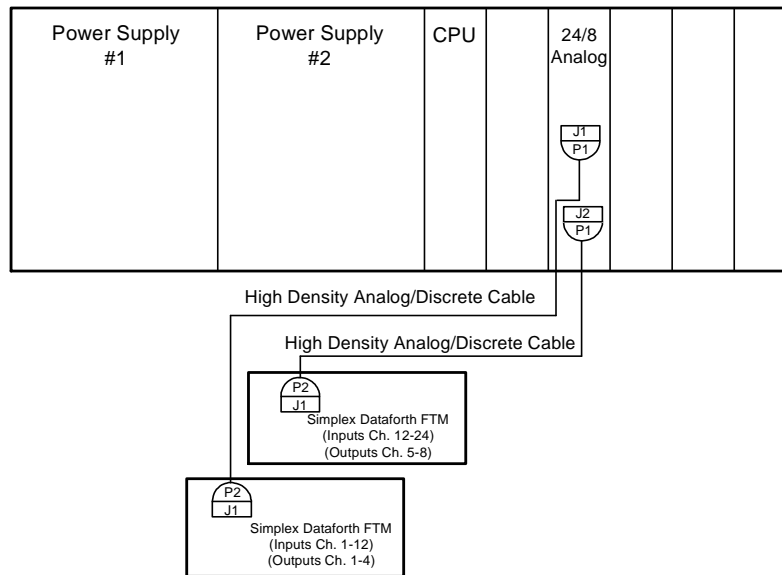 Power Supply
#1
Power Supply
#2
CPU
24/8
Analog
J1
P1
J2
P1
High Density Analog/Discrete Cable
High Density Analog/Discrete Cable
P2
J1
Simplex Dataforth FTM
(Inputs Ch. 12-24)
(Outputs Ch. 5-8)
P2
J1
Simplex Dataforth FTM
(Inputs Ch. 1-12)
(Outputs Ch. 1-4)